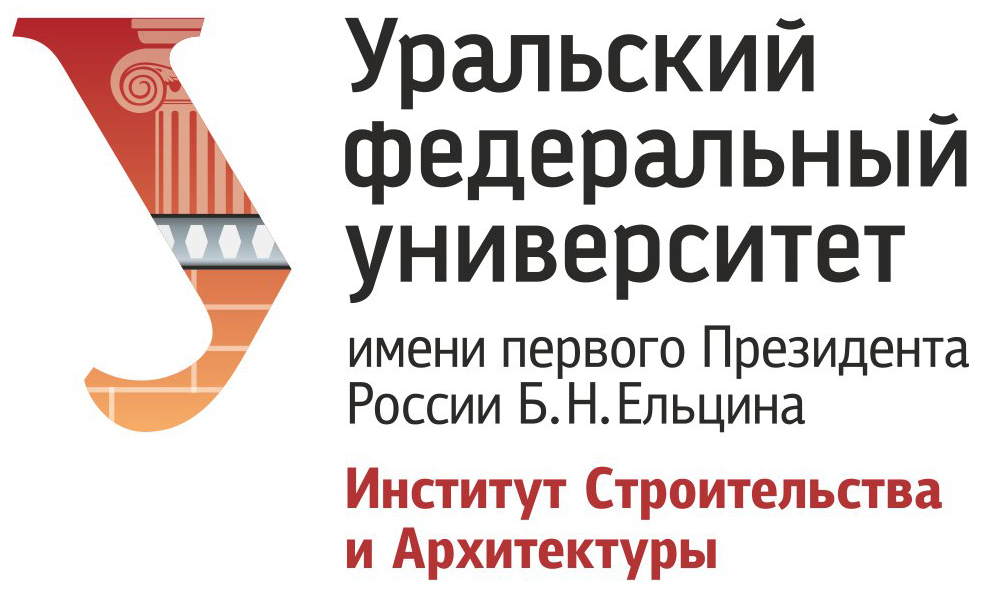 Уральский
федеральный
университет
имени первого Президента
России Б.Н.Ельцина
Институт Строительства
и Архитектуры